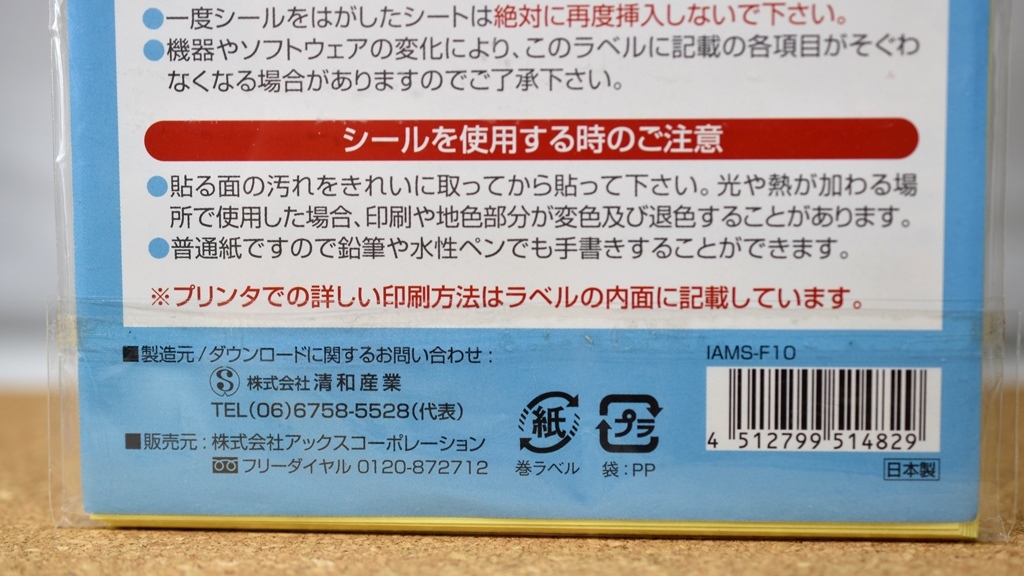 ●一度シールをはがしたシートは絶対に再度挿入しないで下さい。
●機器やソフトウェアの変化により、このラベルに記載の各項目がそぐわ
なくなる場合がありますのでご了承下さい。
シールを使用する時のご注意
●貼る面の汚れをきれいに取ってから貼って下さい。光や熱が加わる場
所で使用した場合、印刷や地色部分が変色及び退色することがあります。
●普通紙ですので鉛筆や水性ペンでも手書きすることができます。
※プリンタでの詳しい印刷方法はラベルの内面に記載しています。
■製造元/ダウンロードに関するお問い合わせ:
株式会社清和産業
TEL(06)6758-5528(代表)
■販売元:株式会社アックスコーポレーション
フリーダイヤル 0120-872712
紙
巻ラベル
プラ
袋:PP
IAMS-F10
4 512799 514829
日本製